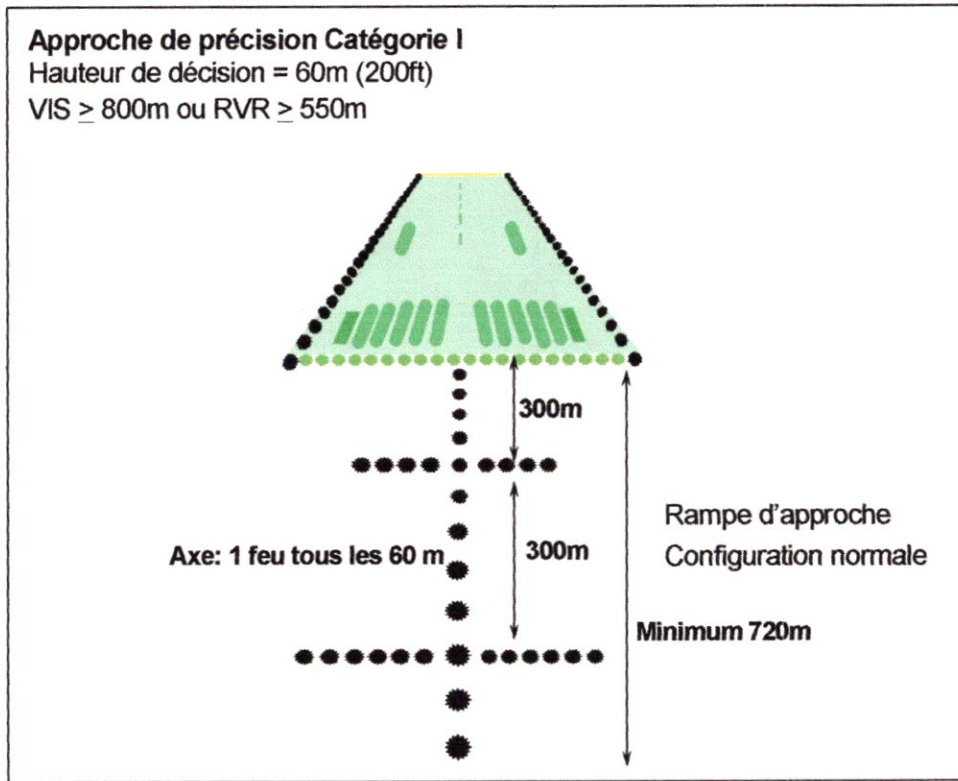 Approche de précision Catégorie I
Hauteur de décision = 60m (200ft)
VIS ≥ 800m ou RVR ≥ 550m
300m
Axe: 1 feu tous les 60 m
300m
Rampe d'approche
Configuration normale
Minimum 720m